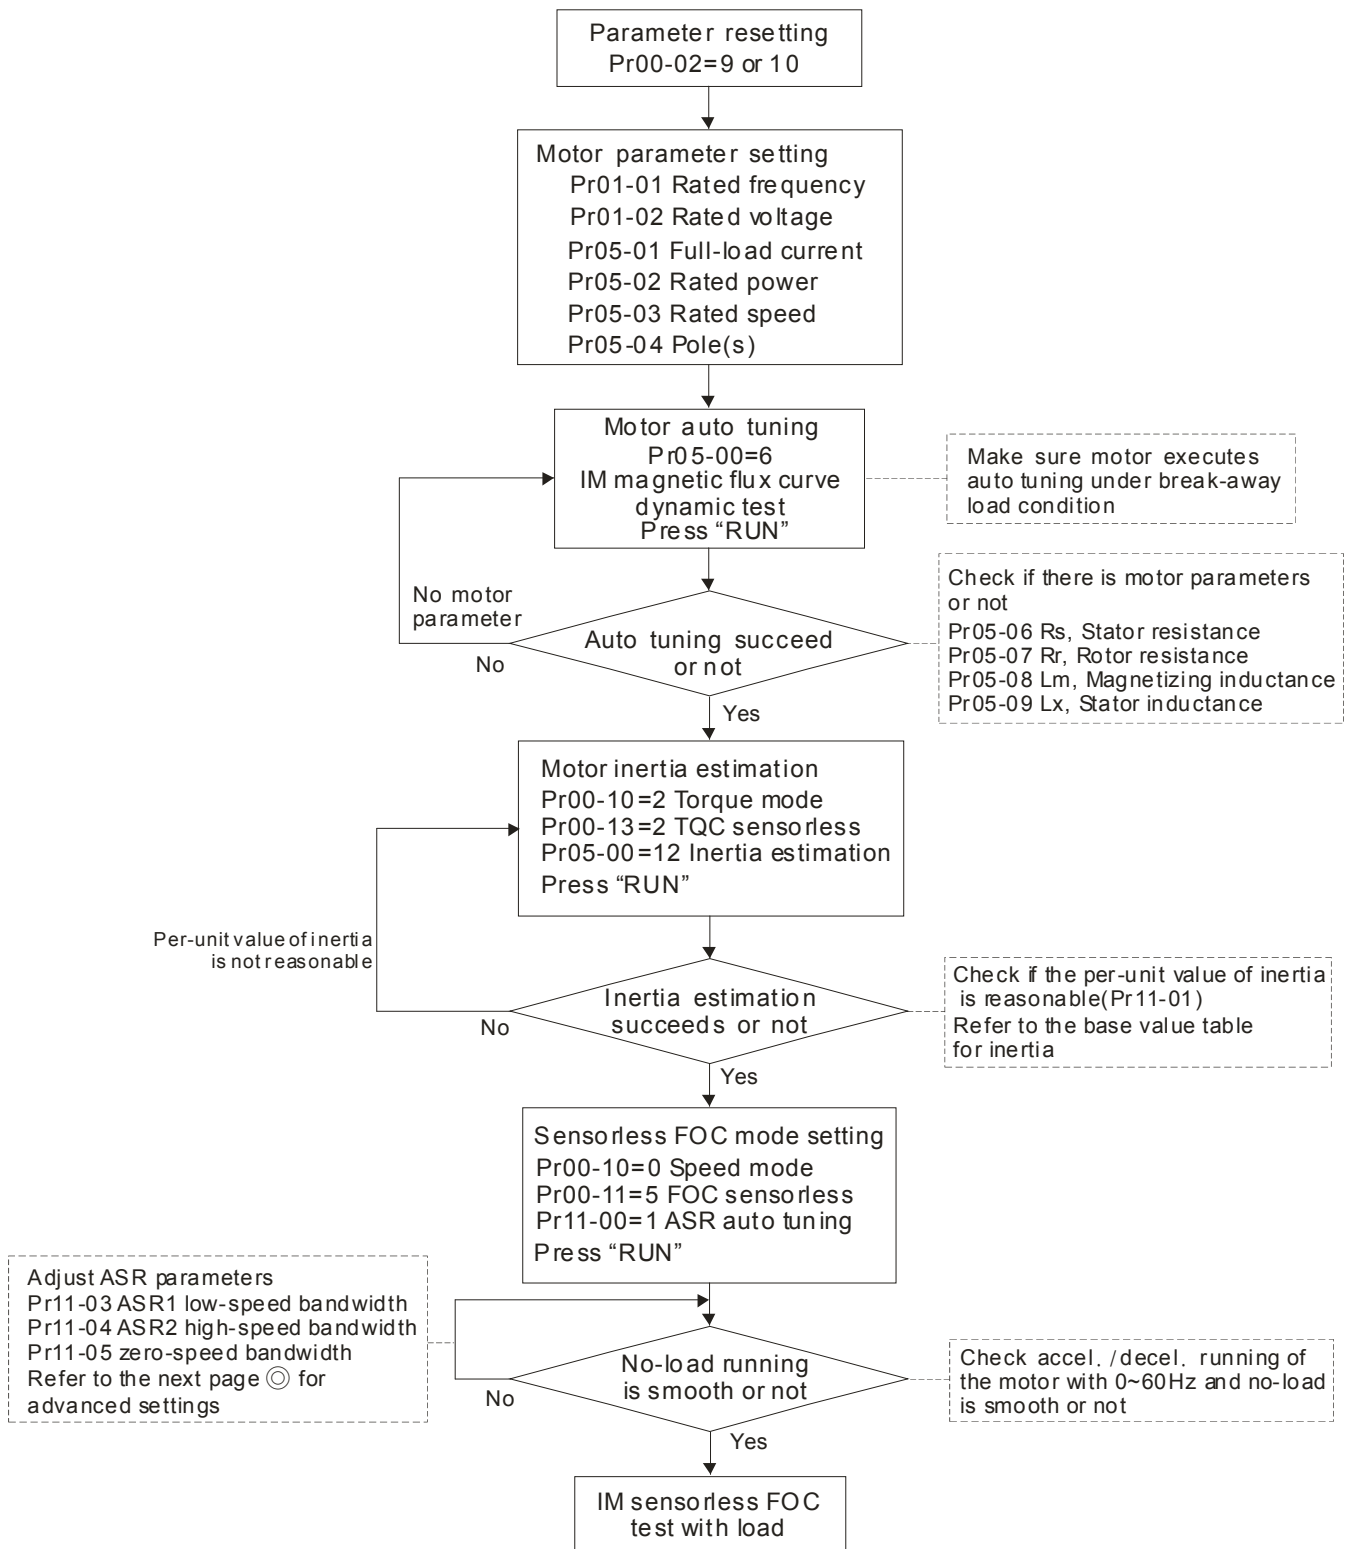 Parameter resetting
Pr00-02=9 or 10
Motor parameter setting
Pr01-01 Rated frequency
Pr01-02 Rated voltage
Pr05-01 Full-load current
Pr05-02 Rated power
Pr05-03 Rated speed
Pr05-04 Pole(s)
Motor auto tuning
Pr05-00=6
IM magnetic flux curve
dynamic test
Press “RUN”
Make sure motor executes
auto tuning under break-away
load condition
No motor
parameter
No
Auto tuning succeed
or not
Yes
Check if there is motor parameters
or not
Pr05-06 Rs, Stator resistance
Pr05-07 Rr, Rotor resistance
Pr05-08 Lm, Magnetizing inductance
Pr05-09 Lx, Stator inductance
Motor inertia estimation
Pr00-10=2 Torque mode
Pr00-13=2 TQC sensorless
Pr05-00=12 Inertia estimation
Press “RUN”
Per-unit value of inertia
is not reasonable
No
Inertia estimation
succeeds or not
Yes
Check if the per-unit value of inertia
is reasonable(Pr11-01)
Refer to the base value table
for inertia
Sensorless FOC mode setting
Pr00-10=0 Speed mode
Pr00-11=5 FOC sensorless
Pr11-00=1 ASR auto tuning
Press “RUN”
Adjust ASR parameters
Pr11-03 ASR1 low-speed bandwidth
Pr11-04 ASR2 high-speed bandwidth
Pr11-05 zero-speed bandwidth
Refer to the next page ◎ for
advanced settings
No
No-load running
is smooth or not
Yes
Check accel. /decel. running of
the motor with 0~60Hz and no-load
is smooth or not
IM sensorless FOC
test with load